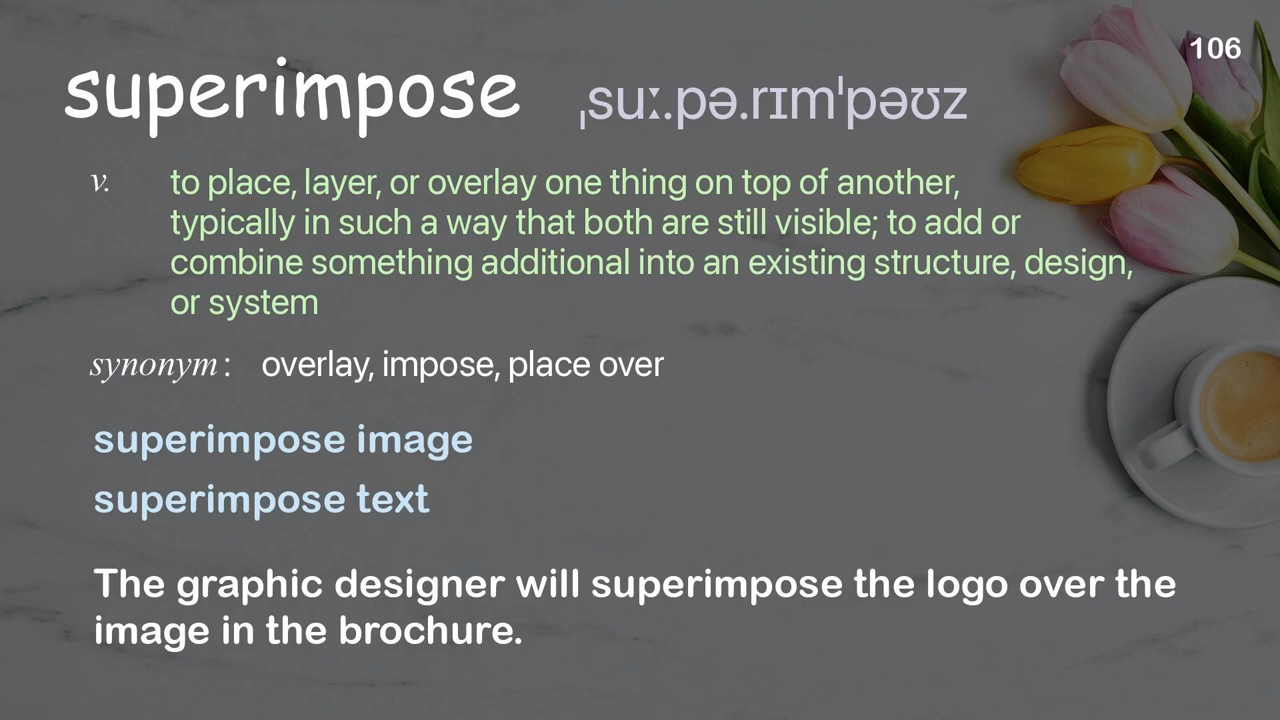 106
superimpose ˌsuː.pə.rɪmˈpəʊz
v. to place, layer, or overlay one thing on top of another,
typically in such a way that both are still visible; to add or
combine something additional into an existing structure, design,
or system
synonym : overlay, impose, place over
superimpose image
superimpose text
The graphic designer will superimpose the logo over the
image in the brochure.